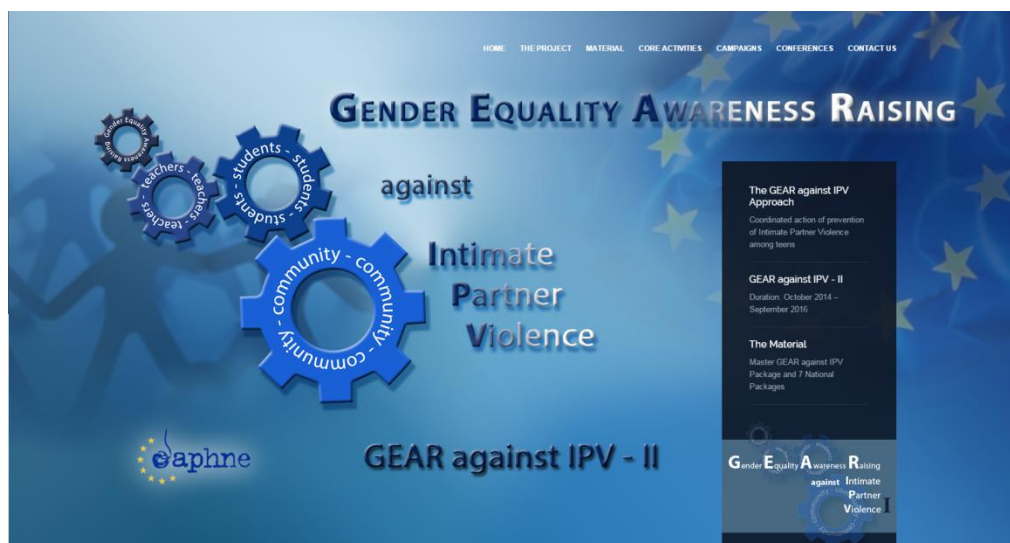 HOME THE PROJECT MATERIAL CORE ACTIVITIES CAMPAIGNS CONFERENCES CONTACT US
GENDER EQUALITY AWARENESS RAISING
against
Intimate
Partner
Violence
Gender Equality Awareness Raising
teachers - teachers - teachers -
students - students - students -
community - community - community -
daphne
GEAR against IPV - II
The GEAR against IPV
Approach
Coordinated action of prevention
of Intimate Partner Violence
among teens
GEAR against IPV - II
Duration: October 2014 –
September 2016
The Material
Master GEAR against IPV
Package and 7 National
Packages
Gender Equality Awareness Raising
against Intimate
Partner
Violence I